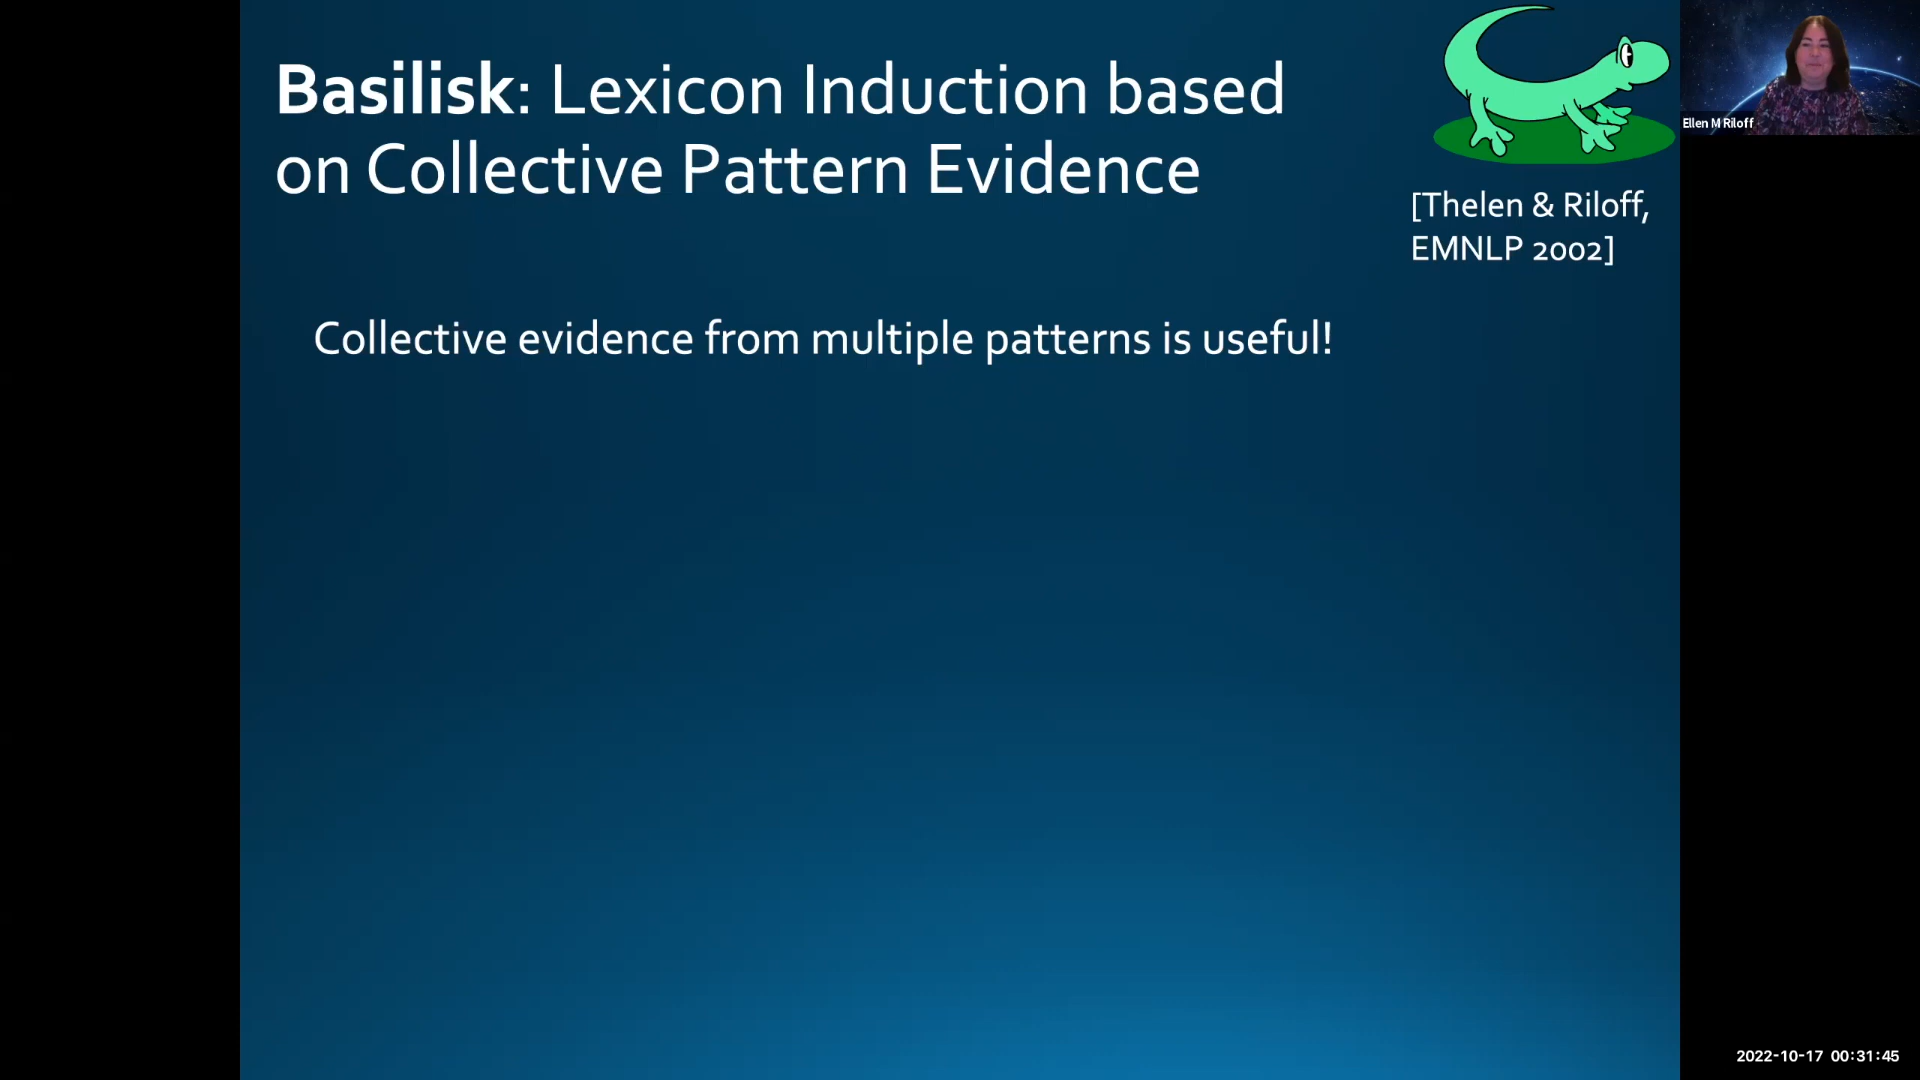 Basilisk: Lexicon Induction based
on Collective Pattern Evidence
[Thelen & Riloff,
EMNLP 2002]
Collective evidence from multiple patterns is useful!
Ellen M Riloff
2022-10-17 00:31:45